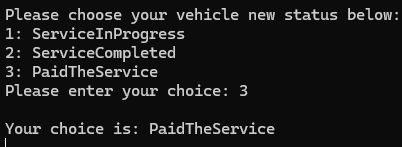 Please choose your vehicle new status below:
1: ServiceInProgress
2: ServiceCompleted
3: PaidTheService
Please enter your choice: 3
Your choice is: PaidTheService